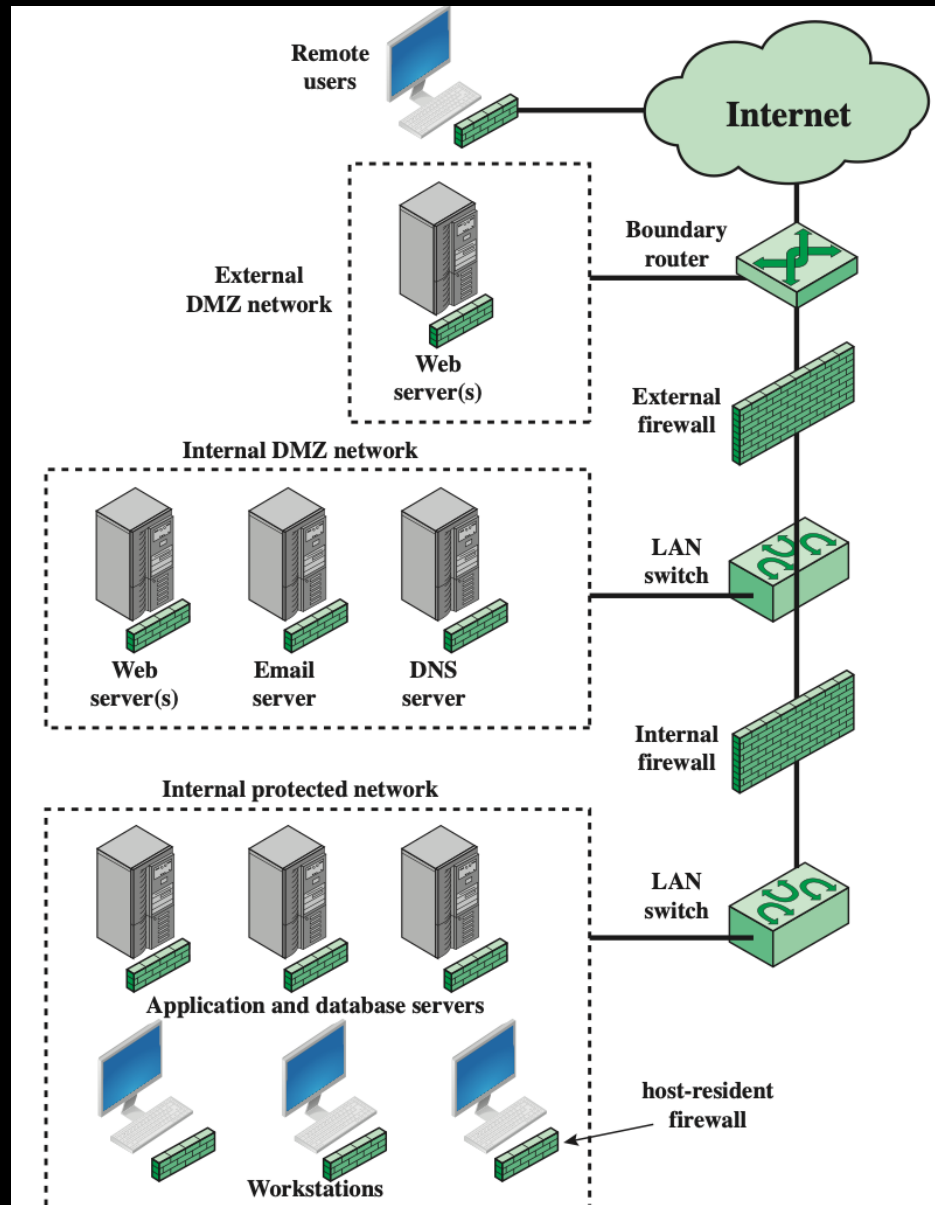 Remote
users
Internet
Boundary
router
External
DMZ network
Web
server(s)
External
firewall
Internal DMZ network
LAN
switch
Web
server(s)
Email
server
DNS
server
Internal
firewall
Internal protected network
LAN
switch
Application and database servers
host-resident
firewall
Workstations